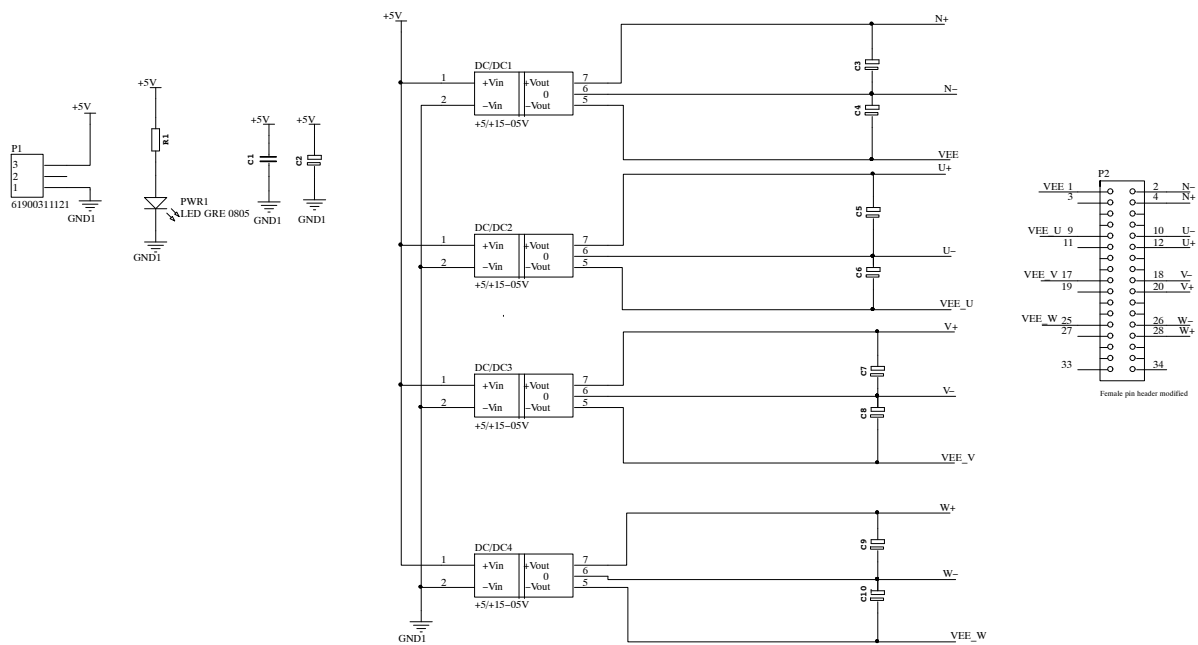 +5V
N+
DC/DC1
1
+Vin
+Vout
7
0
6
N−
2
−Vin
−Vout
5
+5/+15−05V
C3
C4
VEE
+5V
R1
PWR1
LED GRE 0805
GND1
+5V
P1
3
2
1
61900311121
GND1
+5V
C1
GND1
+5V
C2
GND1
U+
DC/DC2
1
+Vin
+Vout
7
0
6
U−
2
−Vin
−Vout
5
+5/+15−05V
C5
C6
VEE_U
V+
DC/DC3
1
+Vin
+Vout
7
0
6
V−
2
−Vin
−Vout
5
+5/+15−05V
C7
C8
VEE_V
W+
DC/DC4
1
+Vin
+Vout
7
0
6
W−
2
−Vin
−Vout
5
+5/+15−05V
C9
C10
VEE_W
GND1
P2
VEE 1
2 N−
3
4 N+
VEE_U 9
10 U−
11
12 U+
VEE_V 17
18 V−
19
20 V+
VEE_W 25
26 W−
27
28 W+
33
34
Female pin header modified